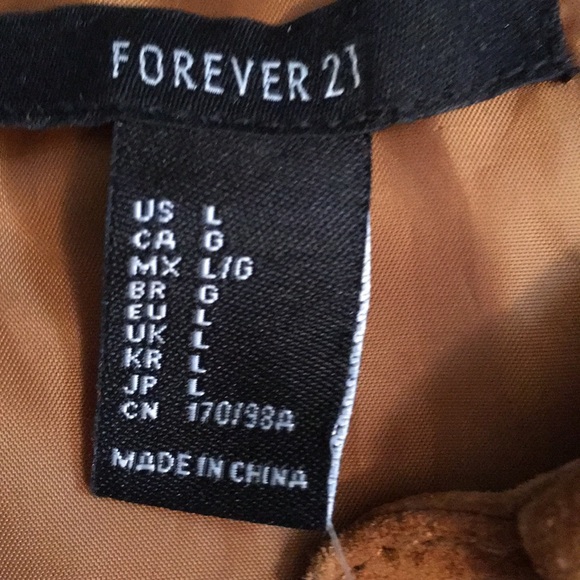 FOREVER 21
US L
CA G
MX L/G
BR G
EU L
UK L
KR L
JP L
CN 170/98A
MADE IN CHINA